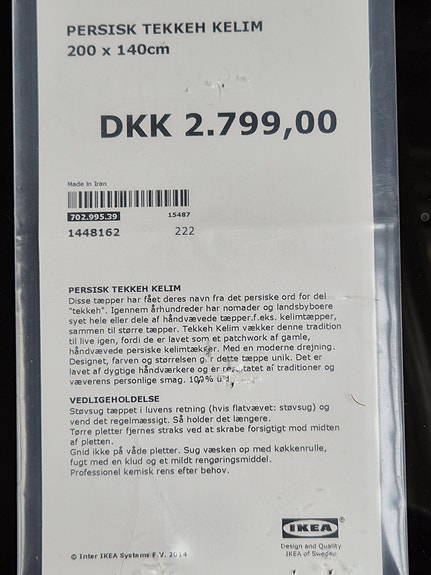 PERSISK TEKKEH KELIM
200 x 140cm
DKK 2.799,00
Made in Iran
702.995.39 15487
1448162 222
PERSISK TEKKEH KELIM
Disse tæpper har fået deres navn fra det persiske ord for del
"tekkeh". Igennem århundreder har nomader og landsbyboere
syet hele eller dele af håndvævede tæpper.f.eks. kelimtæpper,
sammen til større tæpper. Tekkeh Kelim vækker denne tradition
til live igen, fordi de er lavet som et patchwork af gamle,
håndvævede persiske kelimtækker. Med en moderne drejning.
Designet, farven og størrelsen gør dette tæppe unik. Det er
lavet af dygtige håndværkere og er resultatet af traditioner og
væverens personlige smag. 100% uld.
VEDLIGEHOLDELSE
Støvsug tæppet i luvens retning (hvis fladvævet: støvsug) og
vend det regelmæssigt. Så holder det længere.
Tørre pletter fjernes straks ved at skrabe forsigtigt mod midten
af pletten.
Gnid ikke på våde pletter. Sug væsken op med køkkenrulle,
fugt med en klud og et mildt rengøringsmiddel.
Professionel kemisk rens efter behov.
IKEA®
Design and Quality
IKEA of Sweden
© Inter IKEA Systems F.V. 2014